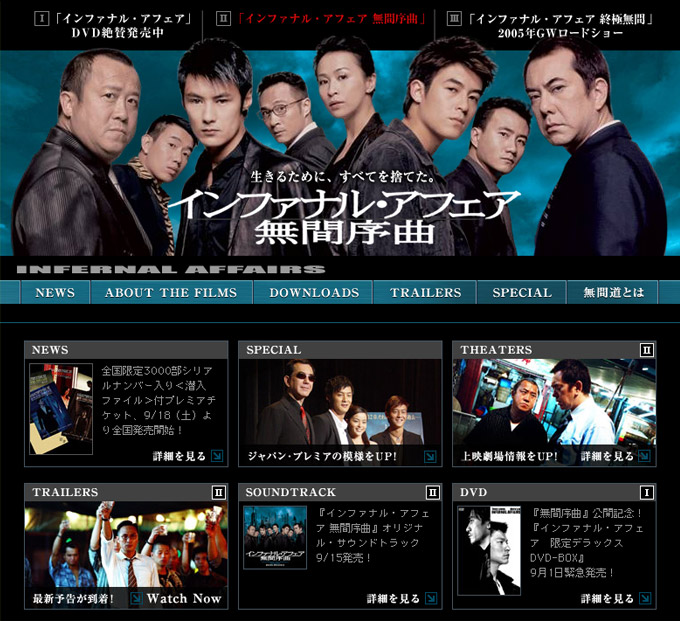 I 「インファナル・アフェア」
DVD絶賛発売中
II 「インファナル・アフェア 無間序曲」
III 「インファナル・アフェア 終極無間」
2005年GWロードショー
生きるために、すべてを捨てた。
インファナル・アフェア
無間序曲
INFERNAL AFFAIRS
NEWS
ABOUT THE FILMS
DOWNLOADS
TRAILERS
SPECIAL
無間道とは
NEWS
全国限定3000部シリア
ルナンバー入り<潜入
ファイル>付プレミアチ
ケット、9/18(土)よ
り全国発売開始!
詳細を見る
SPECIAL
ジャパン・プレミアの模様をUP!
THEATERS II
上映劇場情報をUP!
詳細を見る
TRAILERS II
最新予告が到着!
Watch Now
SOUNDTRACK II
インファナル・アフェア
無間序曲
『インファナル・アフェ
ア 無間序曲』オリジナ
ル・サウンドトラック
9/15発売!
詳細を見る
DVD I
『無間序曲』公開記念!
『インファナル・アフェ
ア 限定デラックス
DVD-BOX』
9月1日緊急発売!
詳細を見る